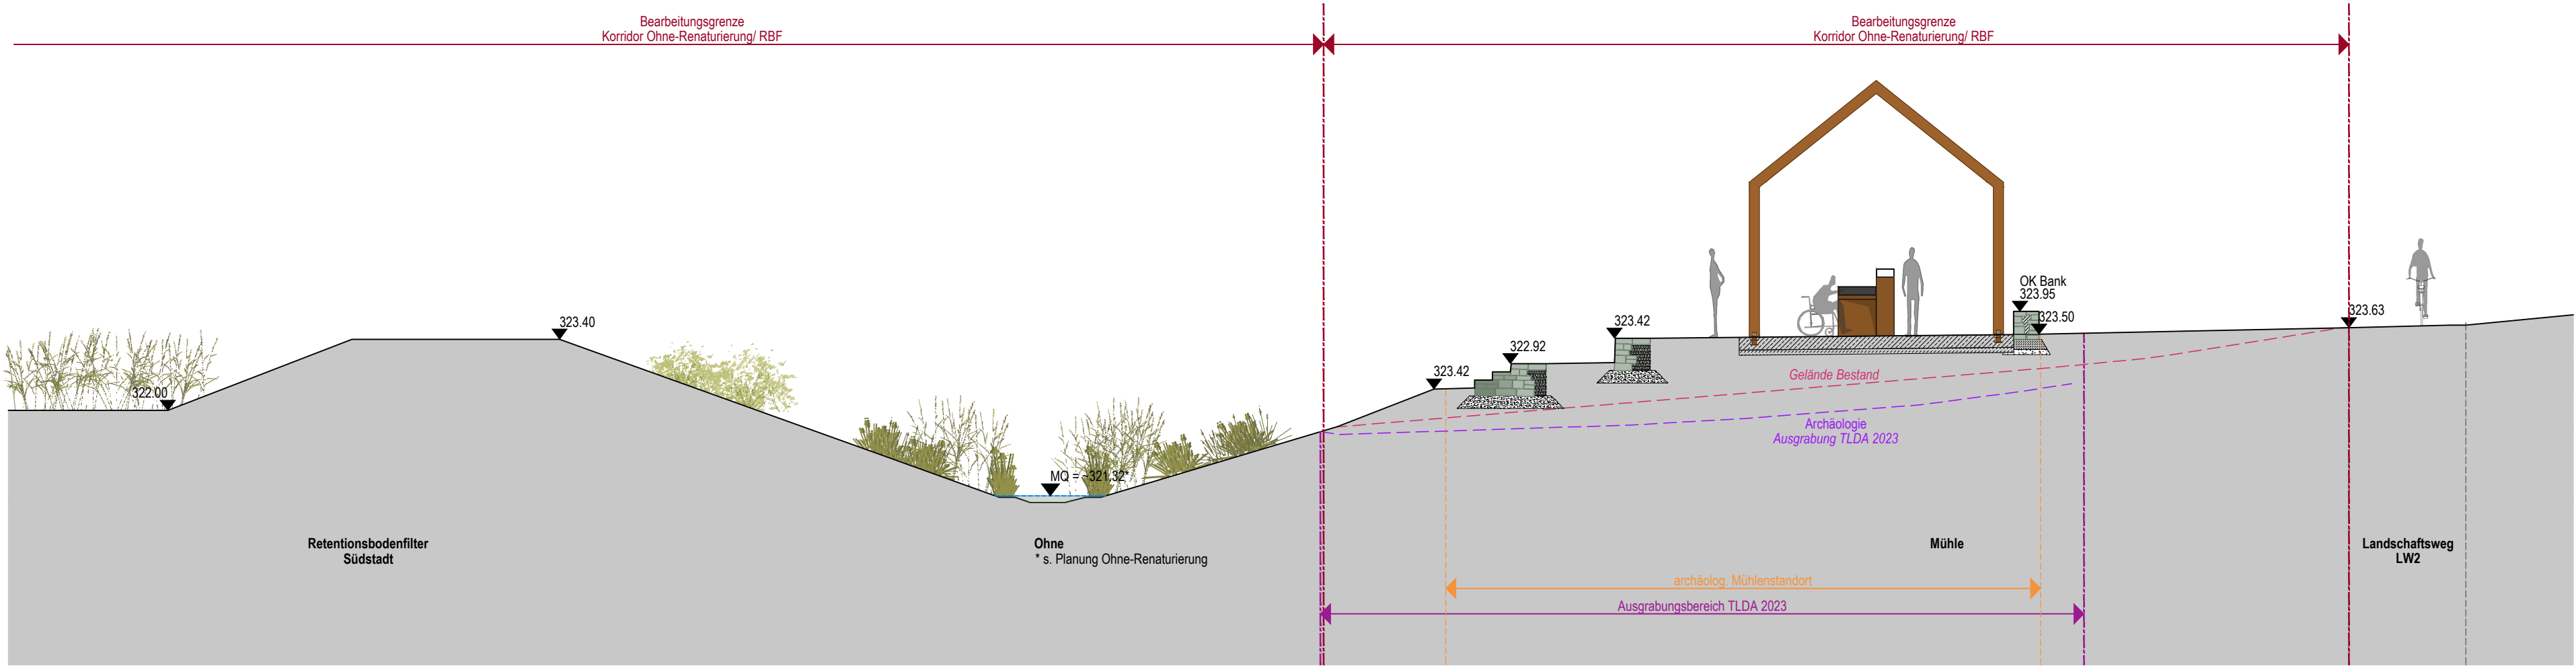 Bearbeitungsgrenze
Korridor Ohne-Renaturierung/ RBF
Bearbeitungsgrenze
Korridor Ohne-Renaturierung/ RBF
OK Bank
323.95
323.50
323.63
323.40
323.42
322.92
323.42
322.00
Gelände Bestand
Archäologie
Ausgrabung TLDA 2023
MQ = ~321,32*
Retentionsbodenfilter
Südstadt
Ohne
* s. Planung Ohne-Renaturierung
Mühle
Landschaftsweg
LW2
archäolog. Mühlenstandort
Ausgrabungsbereich TLDA 2023